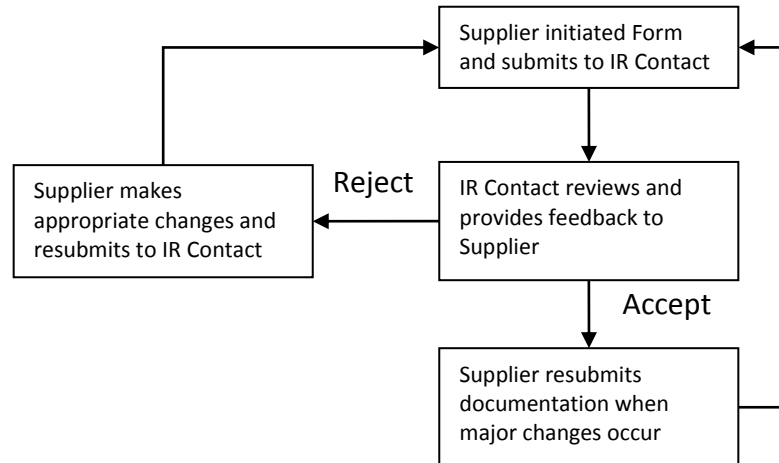 Supplier initiated Form
and submits to IR Contact
Supplier makes
appropriate changes and
resubmits to IR Contact
Reject
IR Contact reviews and
provides feedback to
Supplier
Accept
Supplier resubmits
documentation when
major changes occur